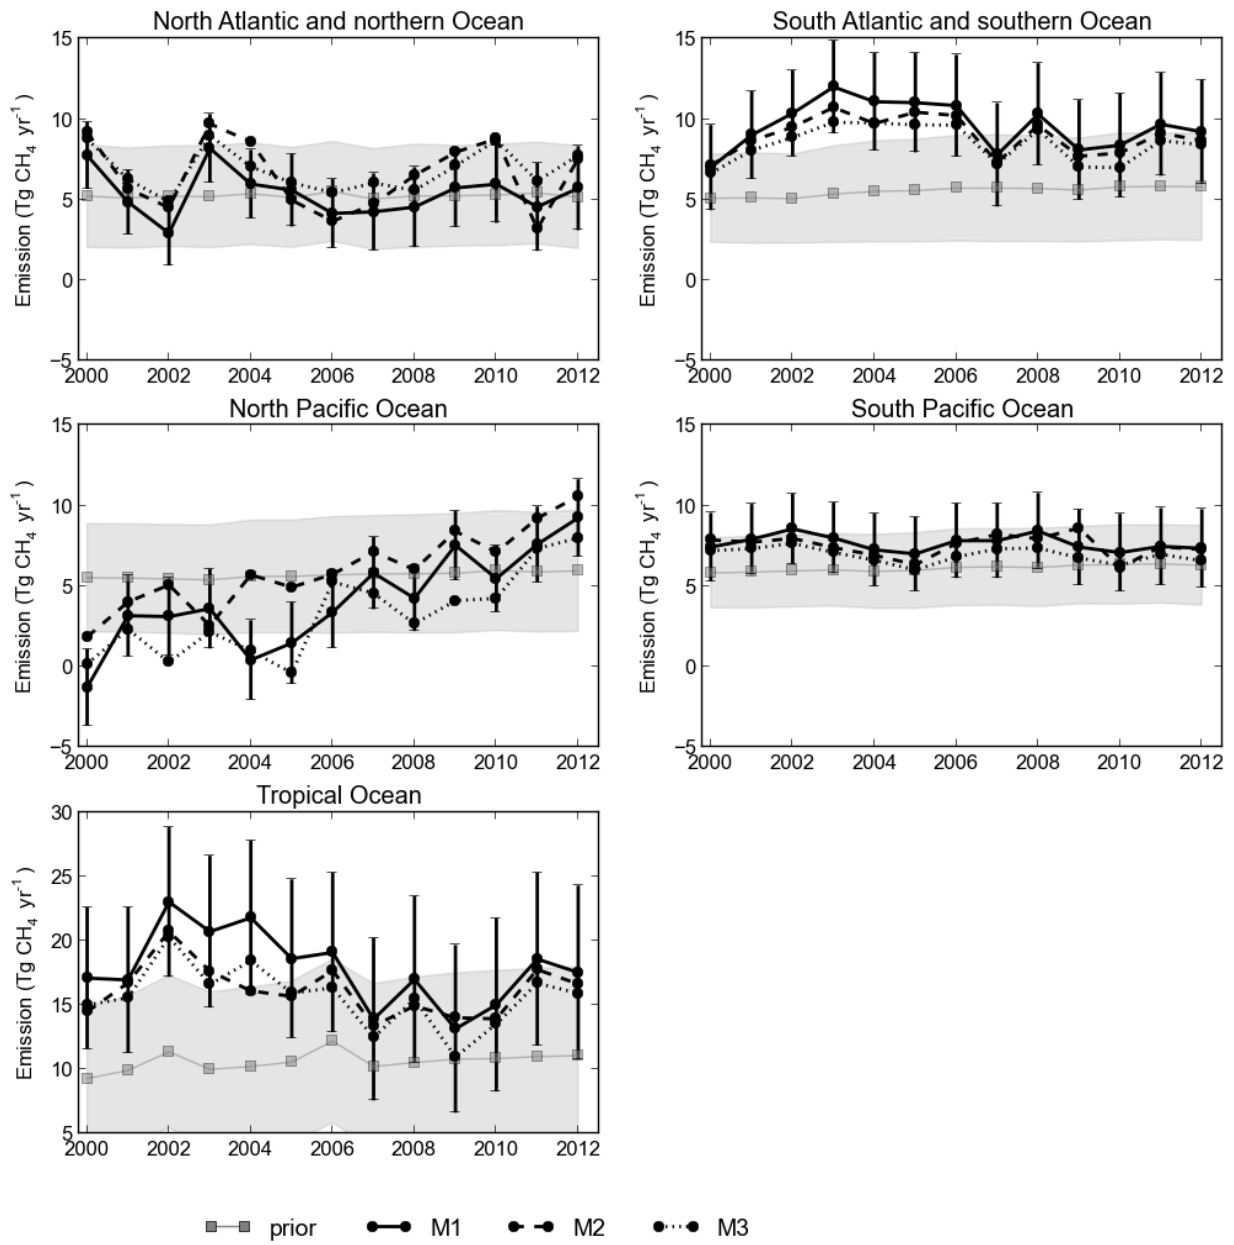 North Atlantic and northern Ocean
Emission (Tg CH4 yr-1 )
15
10
5
0
−5
2000 2002 2004 2006 2008 2010 2012
South Atlantic and southern Ocean
Emission (Tg CH4 yr-1 )
15
10
5
0
−5
2000 2002 2004 2006 2008 2010 2012
North Pacific Ocean
Emission (Tg CH4 yr-1 )
15
10
5
0
−5
2000 2002 2004 2006 2008 2010 2012
South Pacific Ocean
Emission (Tg CH4 yr-1 )
15
10
5
0
−5
2000 2002 2004 2006 2008 2010 2012
Tropical Ocean
Emission (Tg CH4 yr-1 )
30
25
20
15
10
5
2000 2002 2004 2006 2008 2010 2012
prior M1 M2 M3